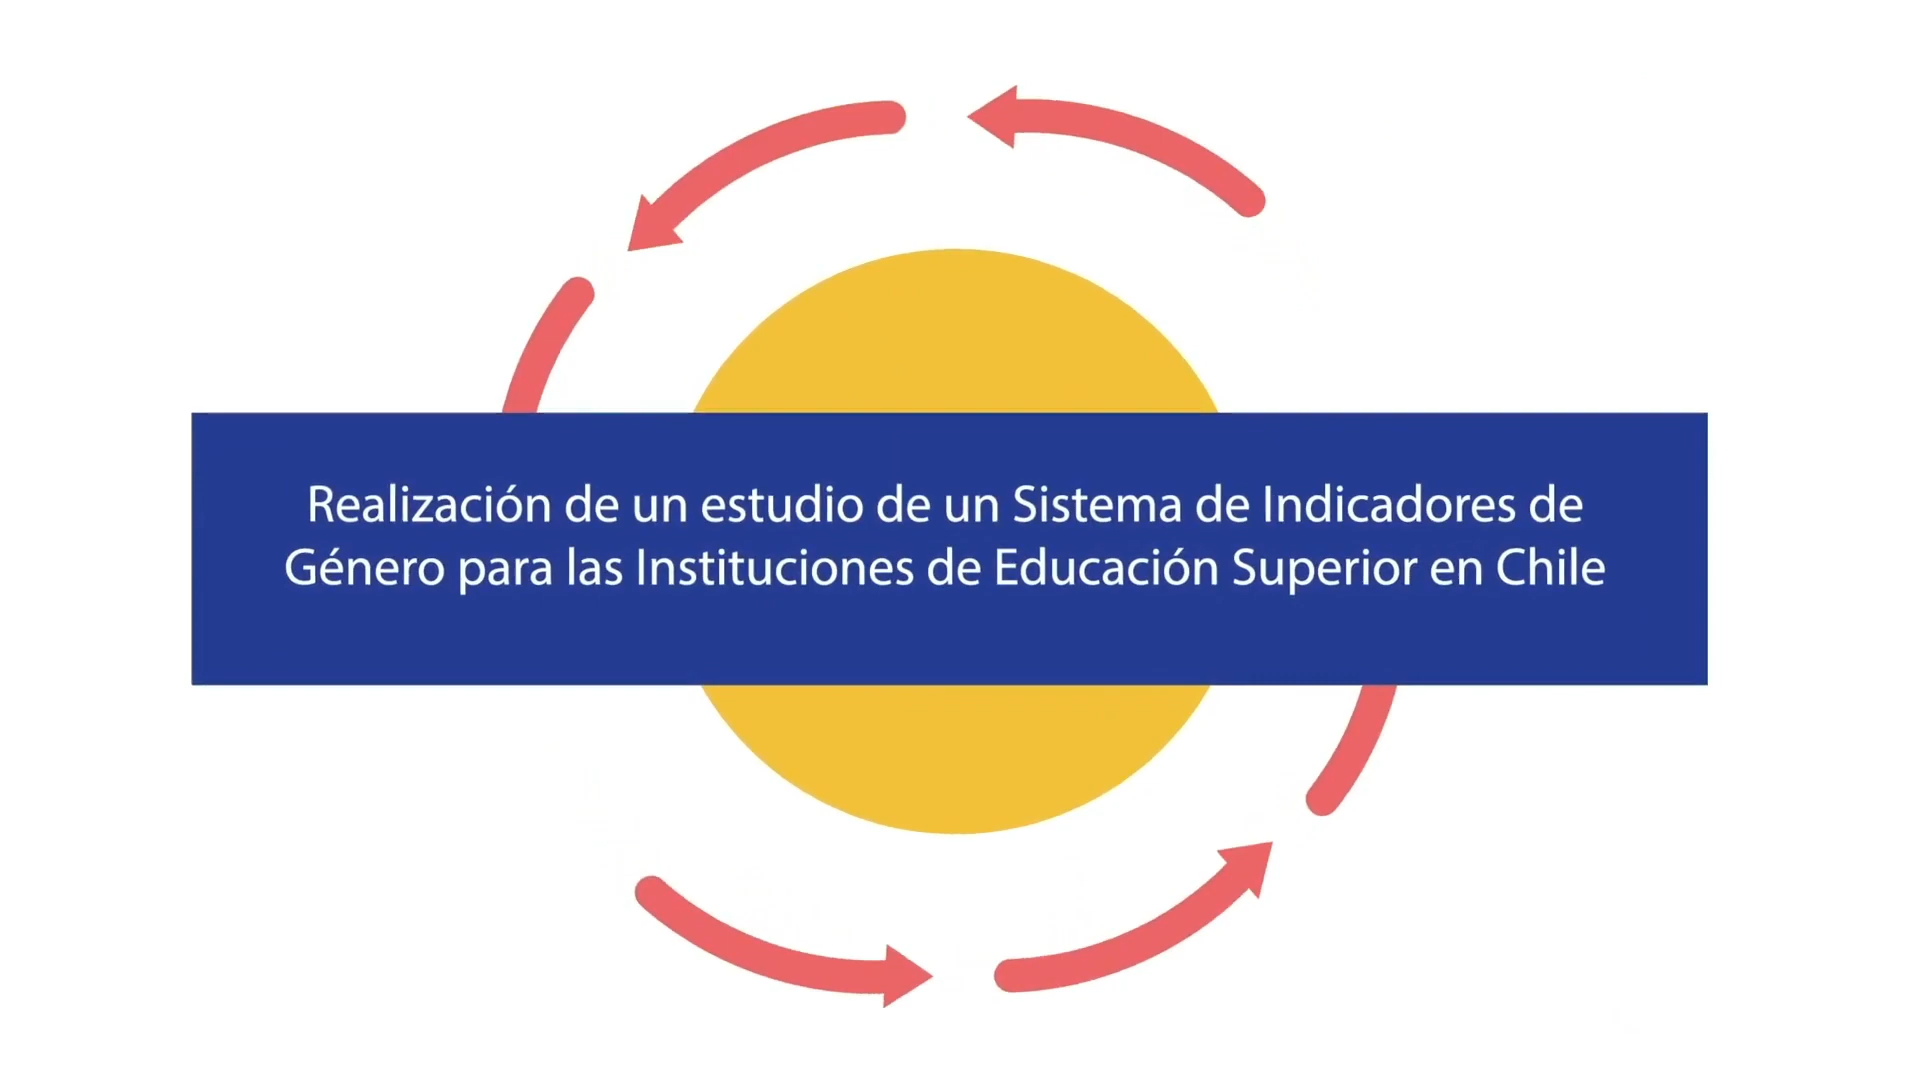 Realización de un estudio de un Sistema de Indicadores de
Género para las Instituciones de Educación Superior en Chile